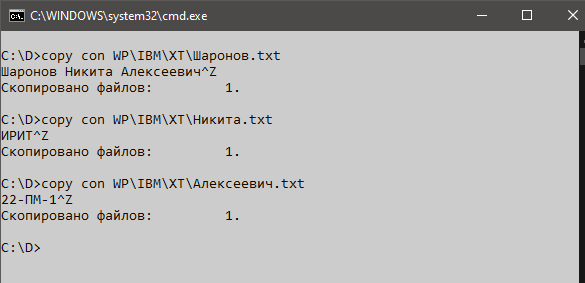 C:\WINDOWS\system32\cmd.exe
C:\D>copy con WP\IBM\XT\Шаронов.txt
Шаронов Никита Алексеевич^Z
Скопировано файлов:         1.
C:\D>copy con WP\IBM\XT\Никита.txt
ИРИТ^Z
Скопировано файлов:         1.
C:\D>copy con WP\IBM\XT\Алексеевич.txt
22-ПМ-1^Z
Скопировано файлов:         1.
C:\D>